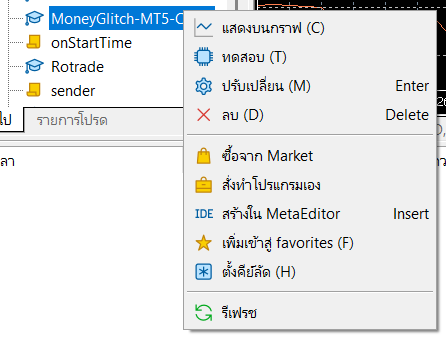 MoneyGlitch-MT5-C
onStartTime
Rotrade
sender
ไป
รายการโปรด
ลา
แสดงบนกราฟ (C)
ทดสอบ (T)
ปรับเปลี่ยน (M) Enter
ลบ (D) Delete
ซื้อจาก Market
สั่งทำโปรแกรมเอง
IDE สร้างใน MetaEditor Insert
เพิ่มเข้าสู่ favorites (F)
ตั้งคีย์ลัด (H)
รีเฟรช